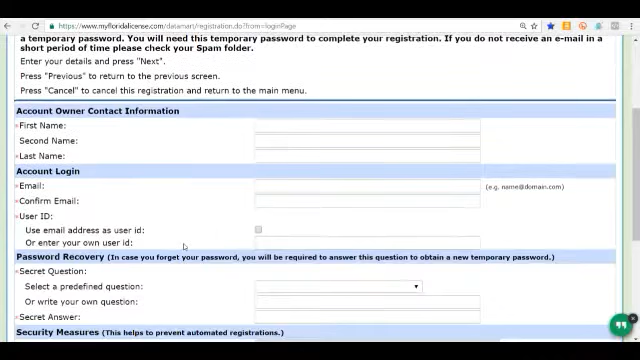 https://www.myfloridalicense.com/datamart/registration.do?from=loginPage
a temporary password. You will need this temporary password to complete your registration. If you do not receive an e-mail in a
short period of time please check your Spam folder.
Enter your details and press "Next".
Press "Previous" to return to the previous screen.
Press "Cancel" to cancel this registration and return to the main menu.
Account Owner Contact Information
*First Name:
Second Name:
*Last Name:
Account Login
*Email: (e.g. name@domain.com)
*Confirm Email:
*User ID:
Use email address as user id:
Or enter your own user id:
Password Recovery (In case you forget your password, you will be required to answer this question to obtain a new temporary password.)
*Secret Question:
Select a predefined question:
Or write your own question:
*Secret Answer:
Security Measures (This helps to prevent automated registrations.)